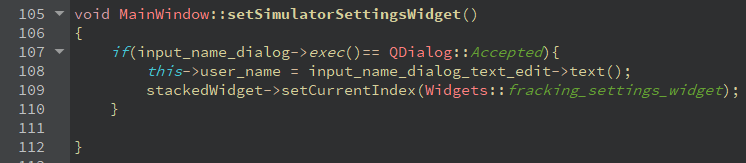 105 void MainWindow::setSimulatorSettingsWidget()
106 {
107 if(input_name_dialog->exec()== QDialog::Accepted){
108 this->user_name = input_name_dialog_text_edit->text();
109 stackedWidget->setCurrentIndex(Widgets::fracking_settings_widget);
110 }
111
112 }